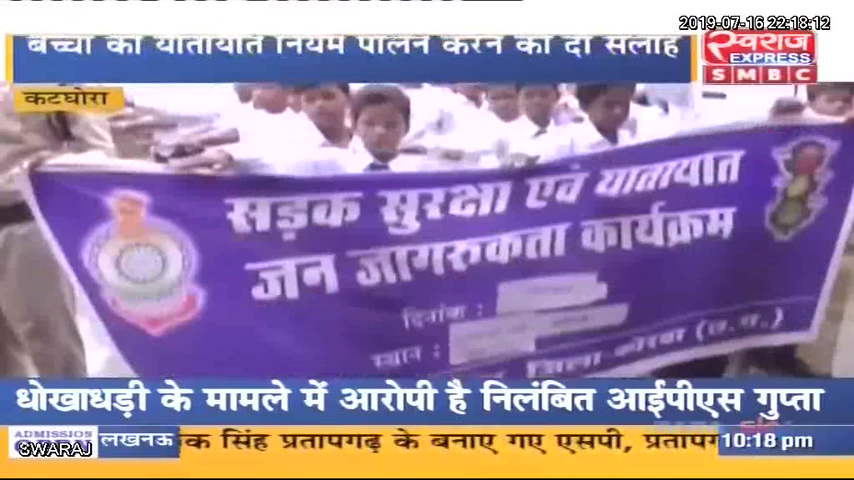 2019-07-16 22:18:12
बच्चों को यातायात नियम पालन करने की दी सलाह
स्वराज
EXPRESS
SMBC
कटघोरा
सड़क सुरक्षा एवं यातायात
जन जागरुकता कार्यक्रम
दिनांक :
स्थान :
जिला कोरबा (छ.ग.)
धोखाधड़ी के मामले में आरोपी है निलंबित आईपीएस गुप्ता
ADMISSION
SWARAJ
लखनऊ
क सिंह प्रतापगढ़ के बनाए गए एसपी, प्रतापग
10:18 pm